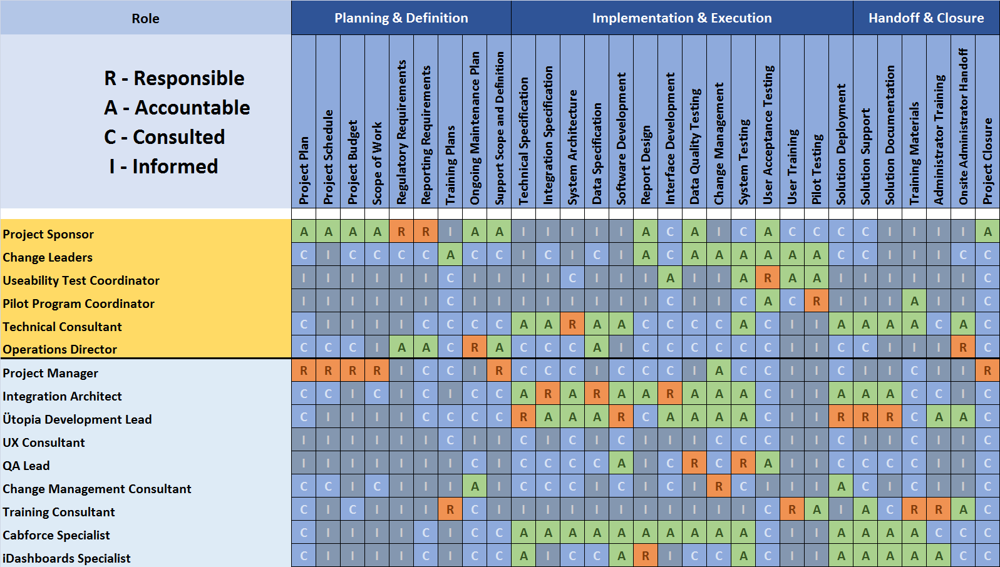 Role Planning & Definition Implementation & Execution Handoff & Closure
R - Responsible
A - Accountable
C - Consulted
I - Informed
Project Plan
Project Schedule
Project Budget
Scope of Work
Regulatory Requirements
Reporting Requirements
Training Plans
Ongoing Maintenance Plan
Support Scope and Definition
Technical Specification
Integration Specification
System Architecture
Data Specification
Software Development
Report Design
Interface Development
Data Quality Testing
Change Management
System Testing
User Acceptance Testing
User Training
Pilot Testing
Solution Deployment
Solution Support
Solution Documentation
Training Materials
Administrator Training
Onsite Administrator Handoff
Project Closure
Project Sponsor A A A A R R I A A I I I I I A C A I C A C C C C I I I I A
Change Leaders C I C C C C A C C I C I C I A C A A A A A A C C I I I C C
Useability Test Coordinator I I I I I I C I I I I C I I I A I I A R A A I I I I I I C
Pilot Program Coordinator I I I I I I C I I I I I I I I C I I C A C R I I I A I I C
Technical Consultant C I I I I C C C C A A R A A C C C C A C I I A A A A C A C
Operations Director C C C I A A C R A C C C A I C C C C C C I I C C I I I R C
Project Manager R R R R I C C I R C C C I C C C I A C C I I C I I C I I R
Integration Architect C C I C I C I C C A R A R A A R A A A C I I A A A C C I C
Ütopia Development Lead C I I I I C C C C R A A A R C A A A A C I I R R R C A A C
UX Consultant I I I I I I C I I C I C I C I I I C C C I I C I I C I I C
QA Lead I I I I I I I C I C C C C A I C R C R A I I C C C C I I C
Change Management Consultant C C I C I I I A I C C C I C I C I R C I I I A C I C I I C
Training Consultant C I C I I I R C I I I I I I I I I I I C R A I A C R R A C
Cabforce Specialist C I I I I C I C C A A A A A A A A A A C I I A A A A C C C
iDashboards Specialist C I I I I C I C C A I C C A R I C C A C I I A A A A A C C